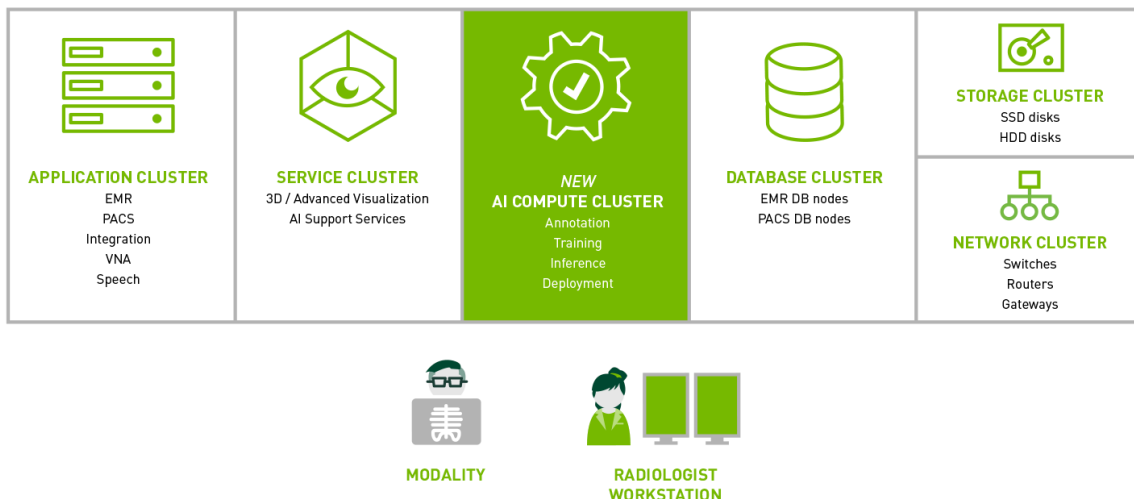 APPLICATION CLUSTER
EMR
PACS
Integration
VNA
Speech
SERVICE CLUSTER
3D / Advanced Visualization
AI Support Services
NEW
AI COMPUTE CLUSTER
Annotation
Training
Inference
Deployment
DATABASE CLUSTER
EMR DB nodes
PACS DB nodes
STORAGE CLUSTER
SSD disks
HDD disks
NETWORK CLUSTER
Switches
Routers
Gateways
MODALITY
RADIOLOGIST
WORKSTATION